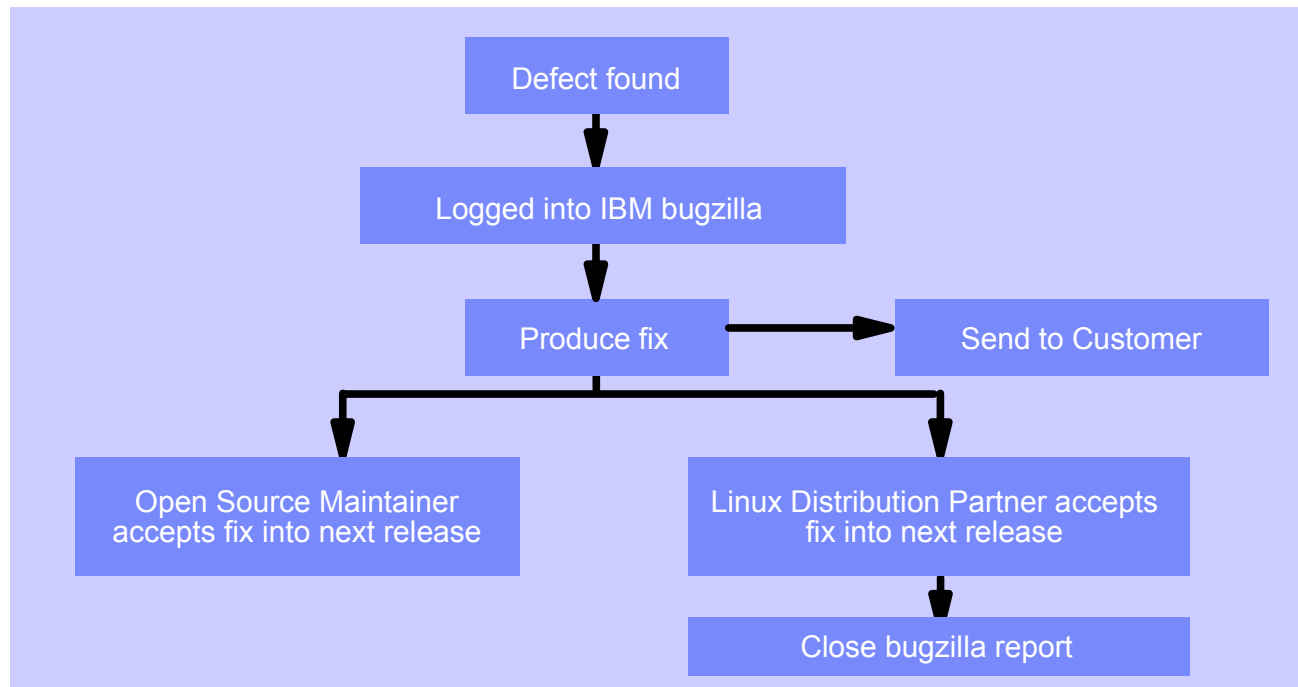 Defect found
Logged into IBM bugzilla
Produce fix
Send to Customer
Open Source Maintainer
accepts fix into next release
Linux Distribution Partner accepts
fix into next release
Close bugzilla report